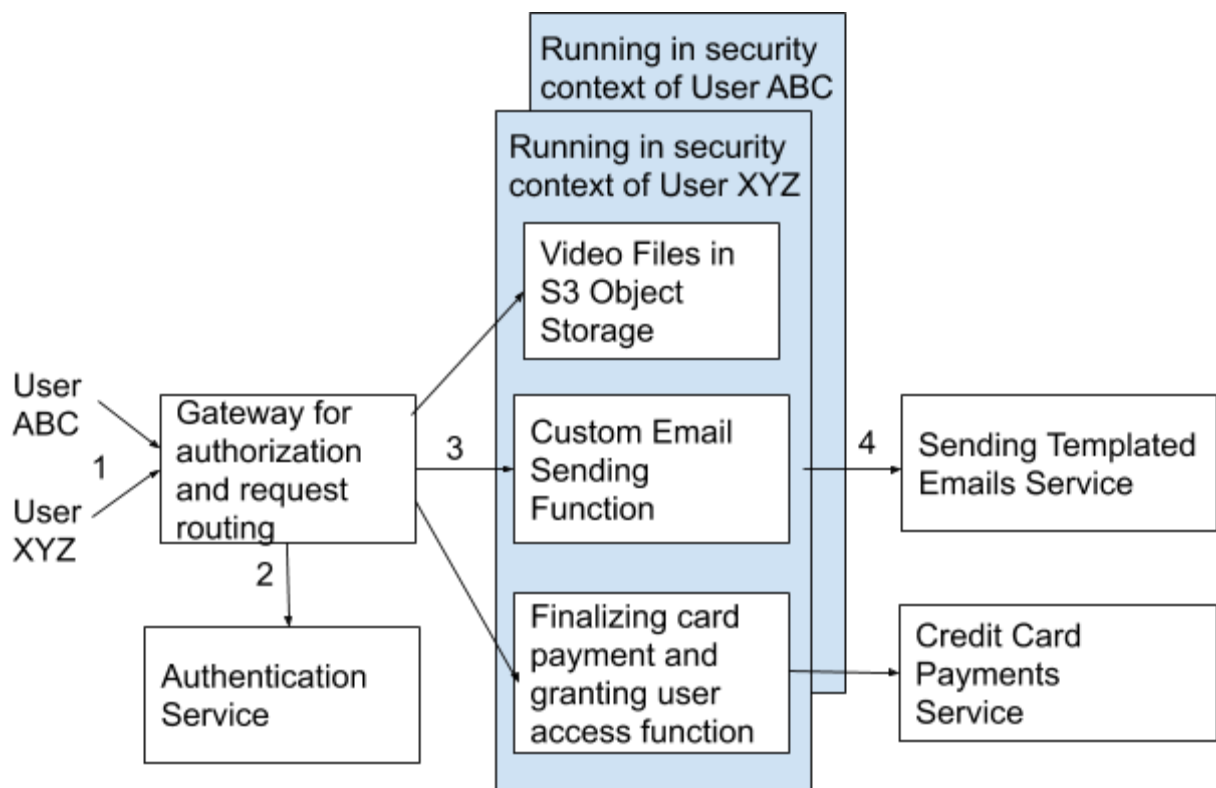 Running in security
context of User ABC
Running in security
context of User XYZ
Video Files in
S3 Object
Storage
User
ABC
1
User
XYZ
Gateway for
authorization
and request
routing
2
Authentication
Service
3
Custom Email
Sending
Function
4
Sending Templated
Emails Service
Finalizing card
payment and
granting user
access function
Credit Card
Payments
Service